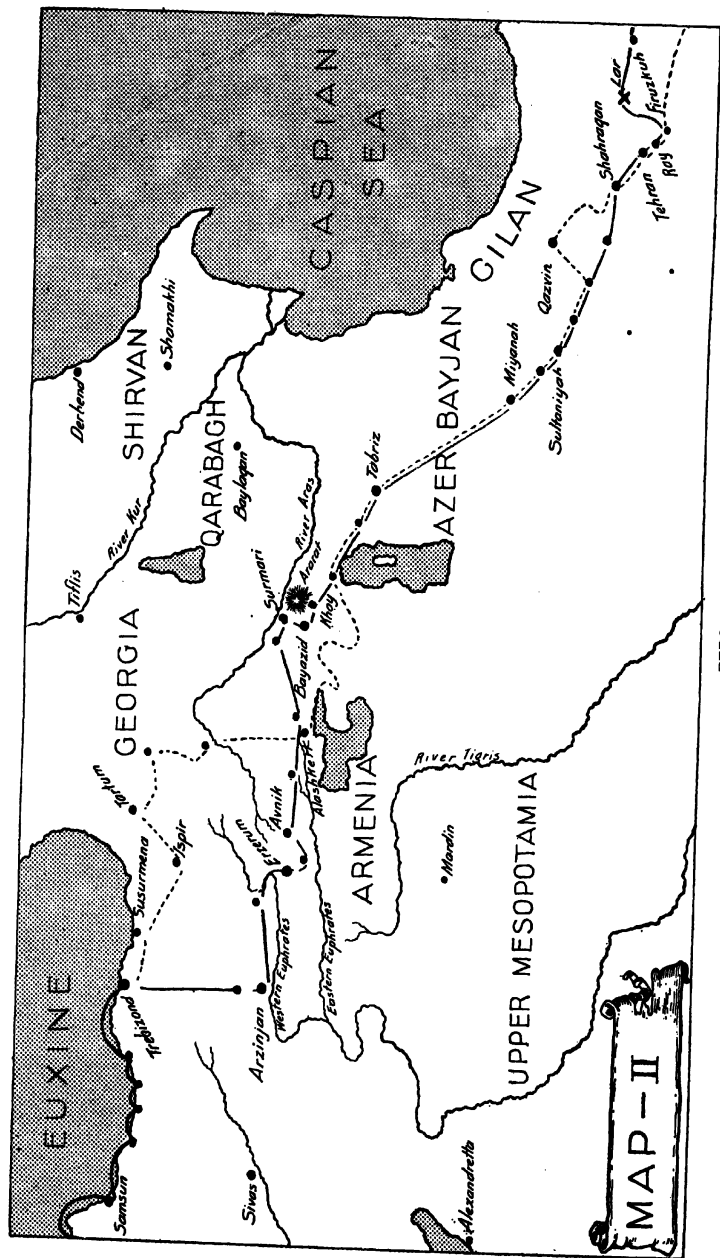 EUXINE
CASPIAN
SEA
Samsun
Trebizond
Susurmena
Tortum
Ispir
GEORGIA
Tiflis
River Kur
Derhend
SHIRVAN
Shamakhi
QARABAGH
Baylaqan
Sivas
Arzinjan
Western Euphrates
Eastern Euphrates
Erzerum
Avnik
Alashkert
Surmari
Bayazid
Ararat
River Aras
Khoy
Tabriz
ARMENIA
AZER BAYJAN
GILAN
Miyanah
Sultaniyah
Qazvin
Shahraqan
Tehran
Ray
Lar
Firuzkuh
Alexandretta
Mardin
River Tigris
UPPER MESOPOTAMIA
MAP-II